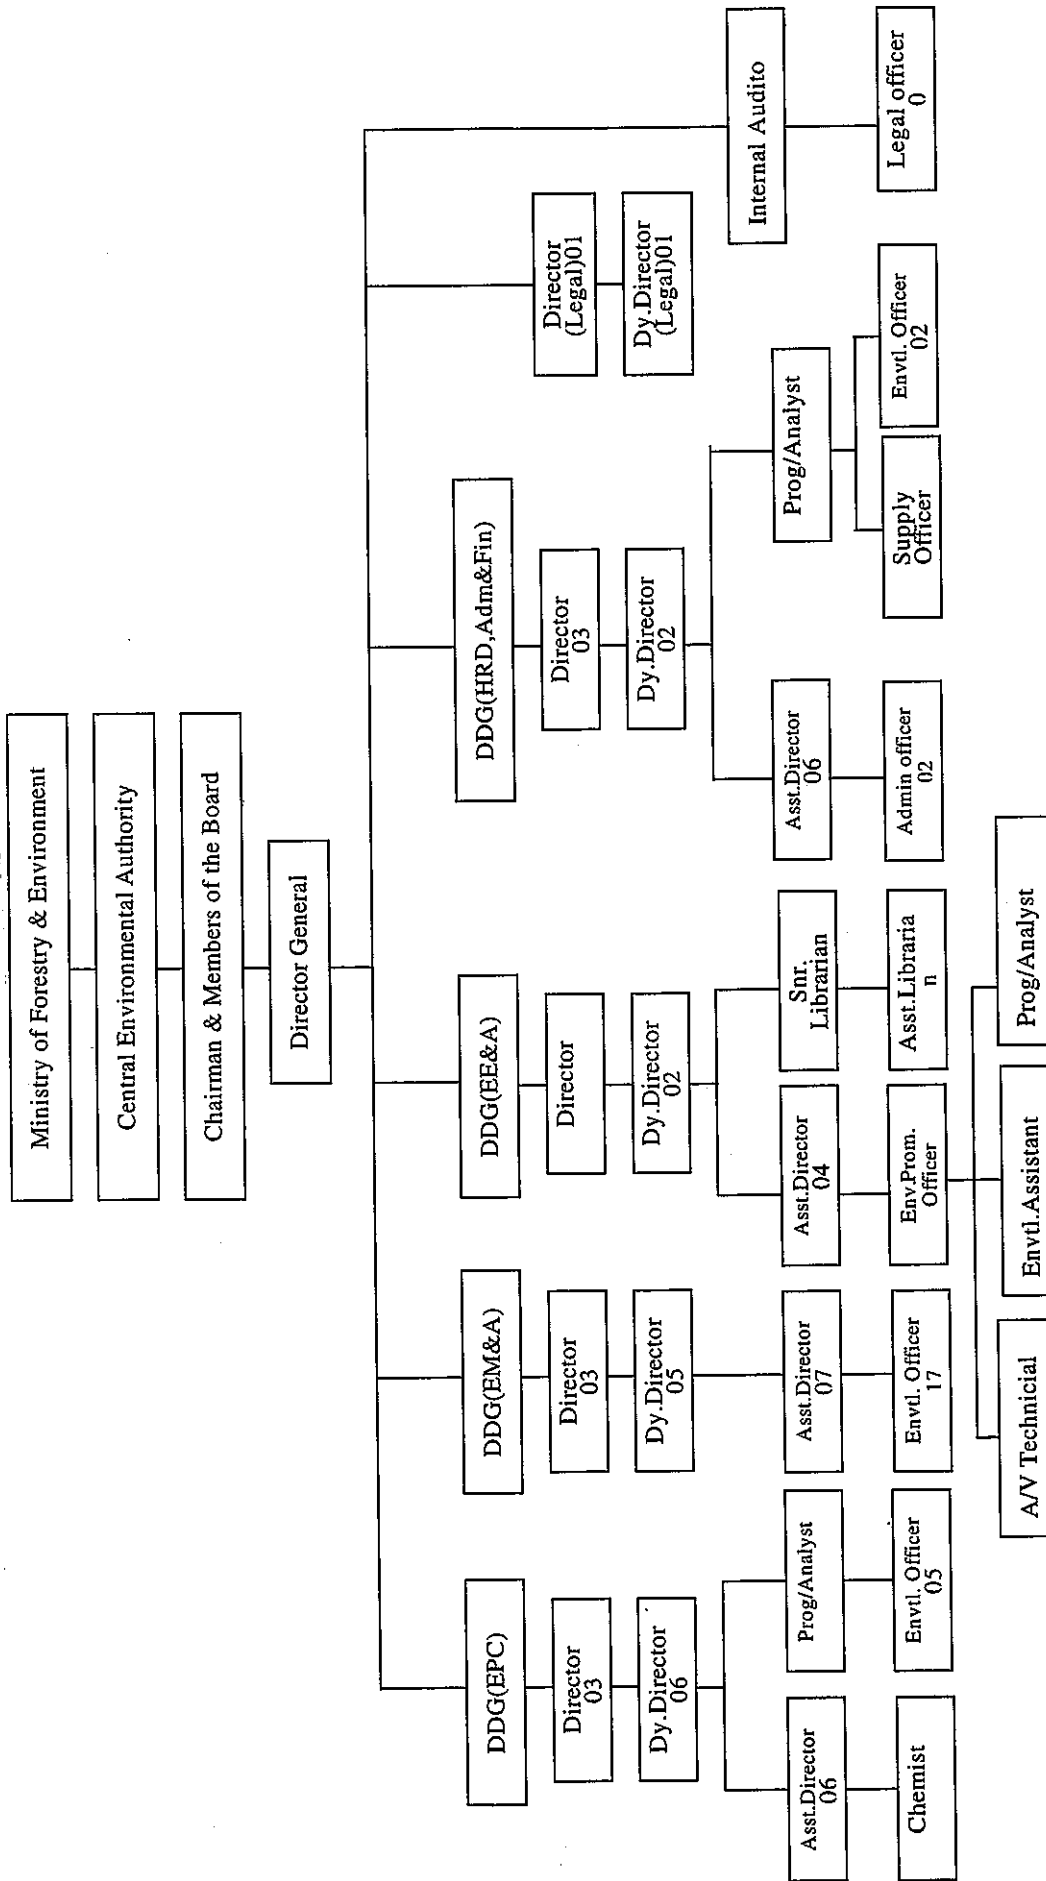 Ministry of Forestry & Environment
Central Environmental Authority
Chairman & Members of the Board
Director General
DDG(EPC)
DDG(EM&A)
DDG(EE&A)
DDG(HRD,Adm&Fin)
Director
03
Director
03
Director
Director
03
Director
(Legal)01
Dy.Director
06
Dy.Director
05
Dy.Director
02
Dy.Director
02
Dy.Director
(Legal)01
Asst.Director
06
Prog/Analyst
Asst.Director
07
Asst.Director
04
Snr.
Librarian
Asst.Director
06
Prog/Analyst
Internal Audito
Chemist
Envtl. Officer
05
Envtl. Officer
17
Env.Prom.
Officer
Asst.Libraria
n
Admin officer
02
Supply
Officer
Envtl. Officer
02
Legal officer
0
A/V Technicial
Envtl.Assistant
Prog/Analyst